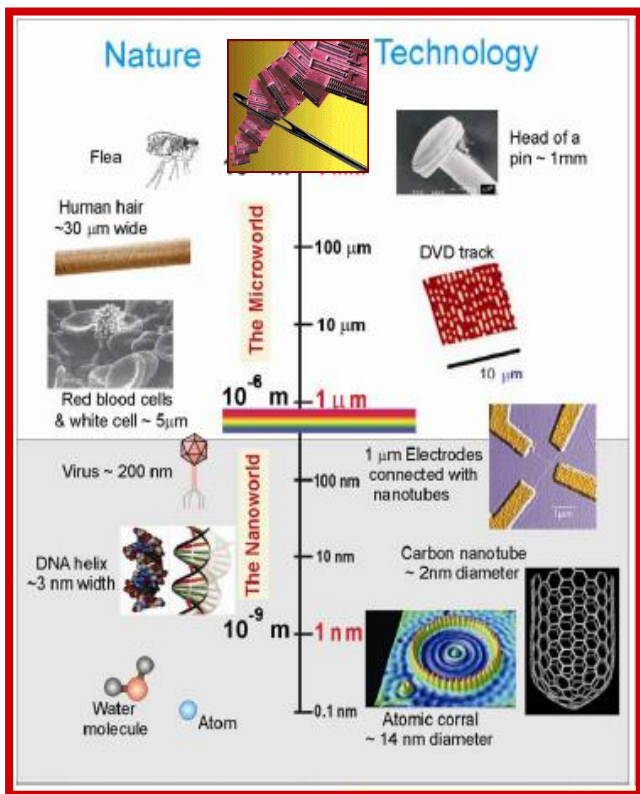 Nature
Technology
Flea
Head of a
pin ~ 1mm
Human hair
~30 μm wide
The Microworld
100 μm
DVD track
10 μm
10 μm
Red blood cells
& white cell ~ 5μm
10⁻⁶ m
1 μm
Virus ~ 200 nm
1 μm Electrodes
connected with
nanotubes
1μm
The Nanoworld
100 nm
DNA helix
~3 nm width
10 nm
Carbon nanotube
~ 2nm diameter
10⁻⁹ m
1 nm
Water
molecule
Atom
0.1 nm
Atomic corral
~ 14 nm diameter